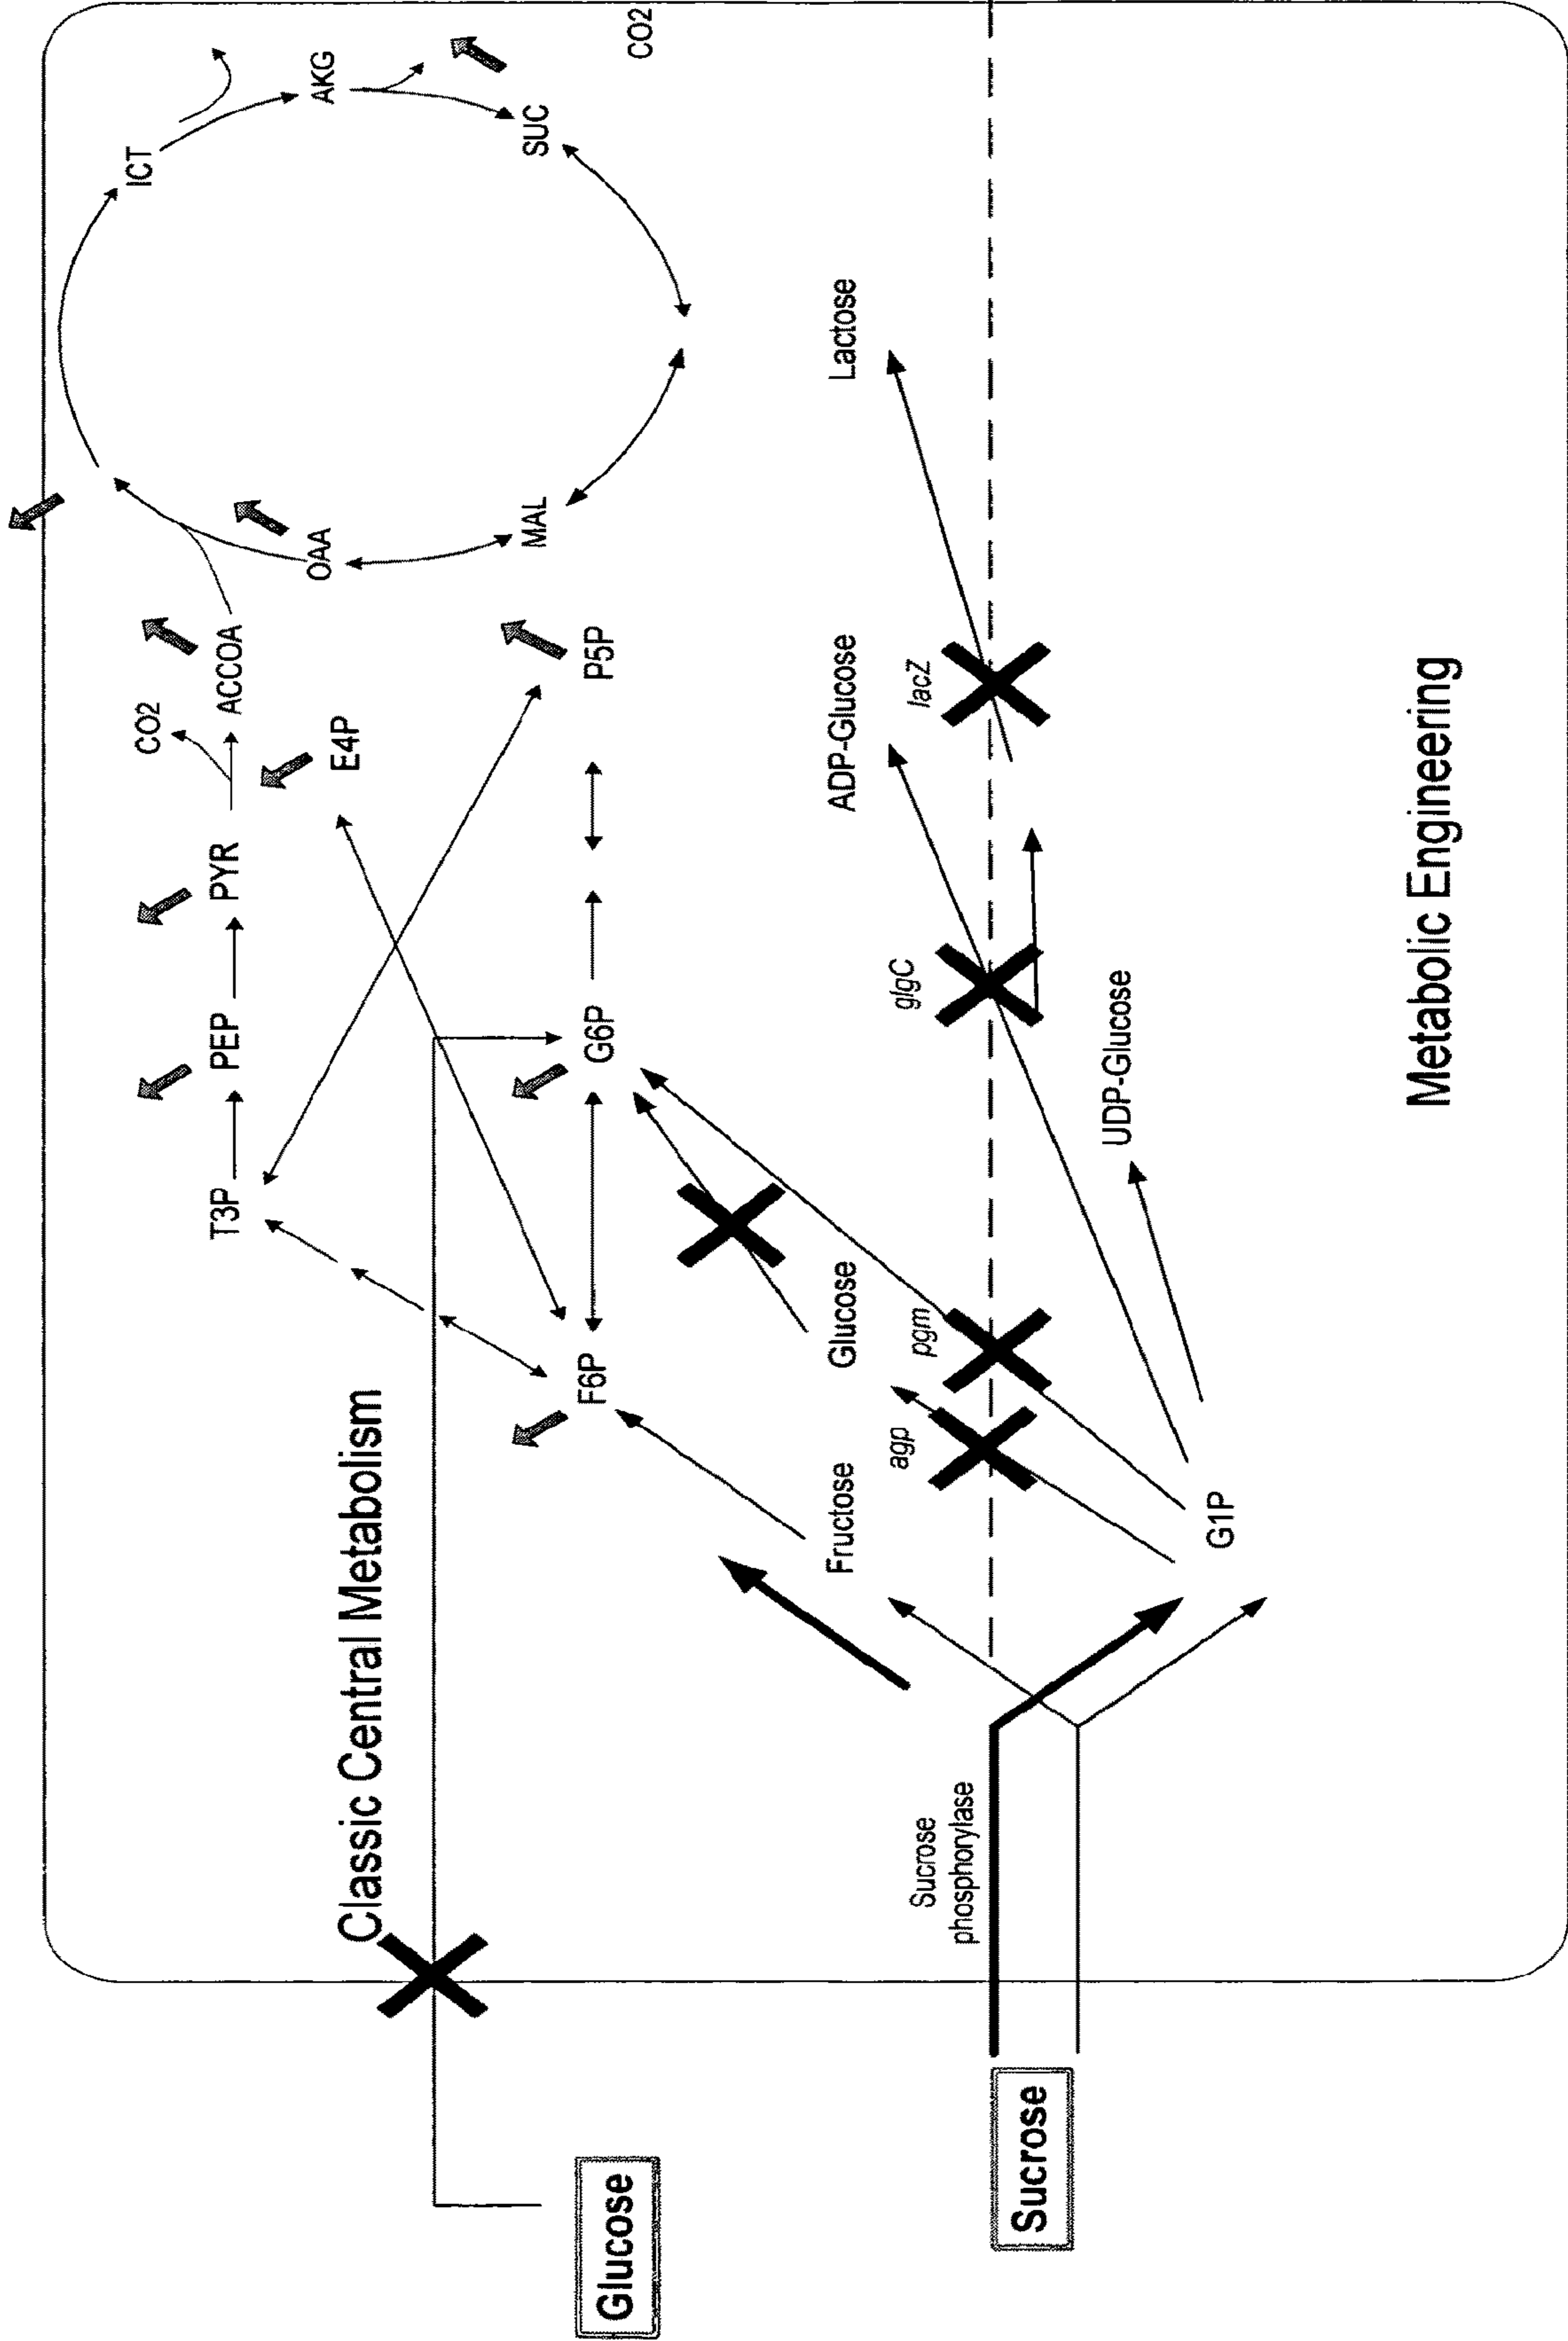 Classic Central Metabolism
T3P
PEP
PYR
CO2
ACCOA
E4P
OAA
MAL
ICT
AKG
SUC
CO2
F6P
G6P
P5P
Glucose
Fructose
Glucose
ADP-Glucose
Lactose
agp
pgm
glgC
lacZ
Sucrose
phosphorylase
Sucrose
G1P
UDP-Glucose
Metabolic Engineering